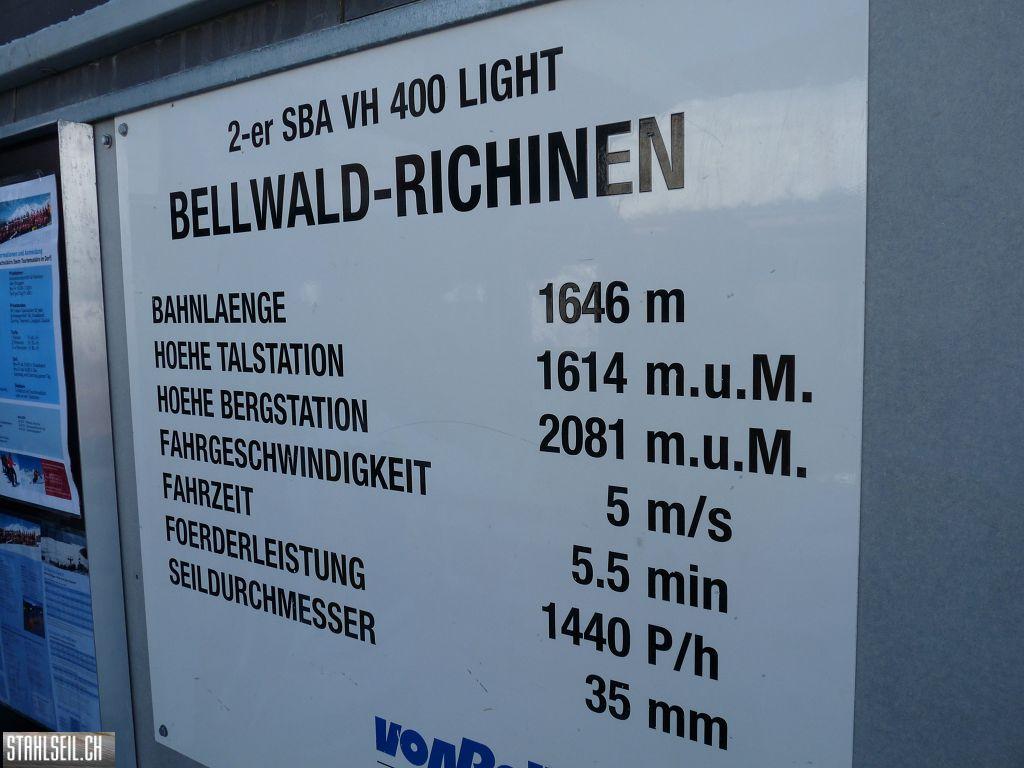 2-er SBA VH 400 LIGHT
BELLWALD-RICHINEN
BAHNLAENGE 1646 m
HOEHE TALSTATION 1614 m.u.M.
HOEHE BERGSTATION 2081 m.u.M.
FAHRGESCHWINDIGKEIT 5 m/s
FAHRZEIT 5.5 min
FOERDERLEISTUNG 1440 P/h
SEILDURCHMESSER 35 mm
STAHLSEIL.CH